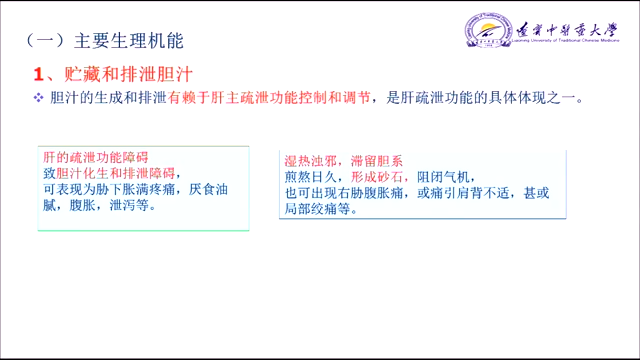 （一）主要生理机能
遼寧中醫藥大學
Liaoning University of Traditional Chinese Medicine
1、贮藏和排泄胆汁
胆汁的生成和排泄有赖于肝主疏泄功能控制和调节，是肝疏泄功能的具体体现之一。
肝的疏泄功能障碍
致胆汁化生和排泄障碍，
可表现为胁下胀满疼痛，厌食油
腻，腹胀，泄泻等。
湿热浊邪，滞留胆系
煎熬日久，形成砂石，阻闭气机，
也可出现右胁腹胀痛，或痛引肩背不适，甚或
局部绞痛等。